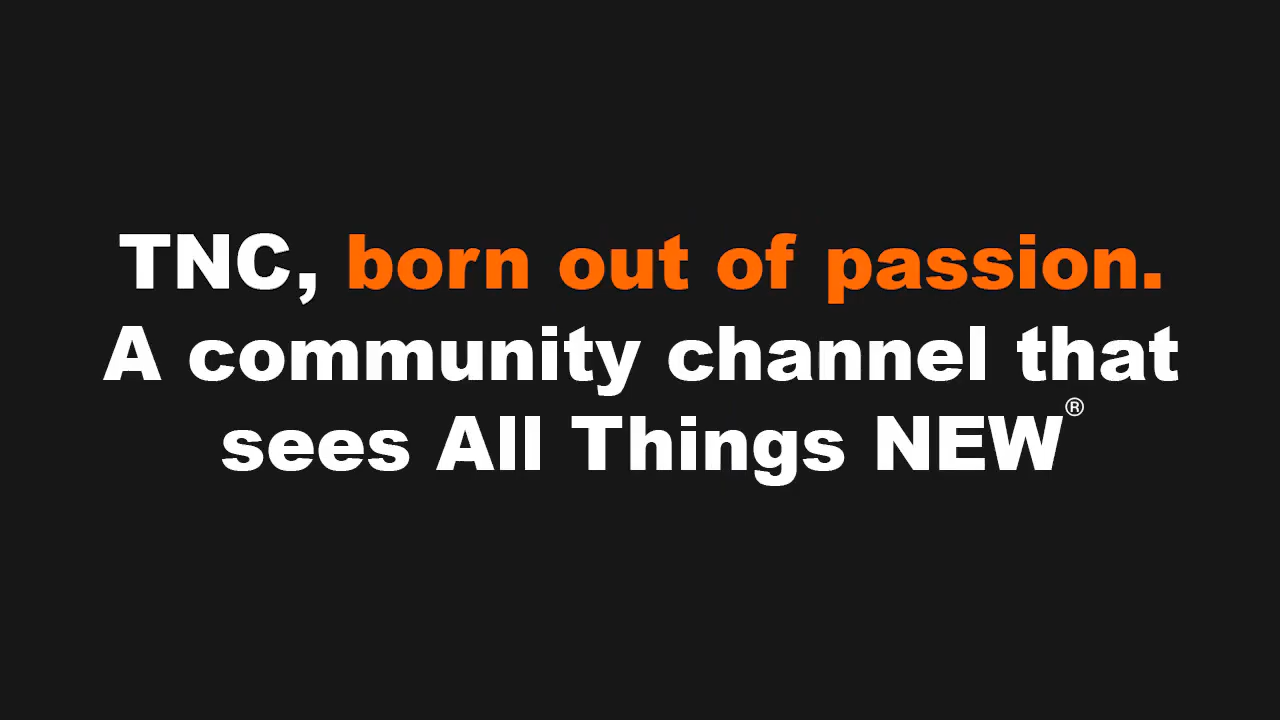 TNC, born out of passion.
A community channel that
sees All Things NEW®